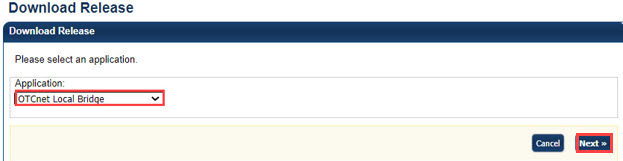 Download Release
Download Release
Please select an application.
Application:
OTCnet Local Bridge
Cancel Next »